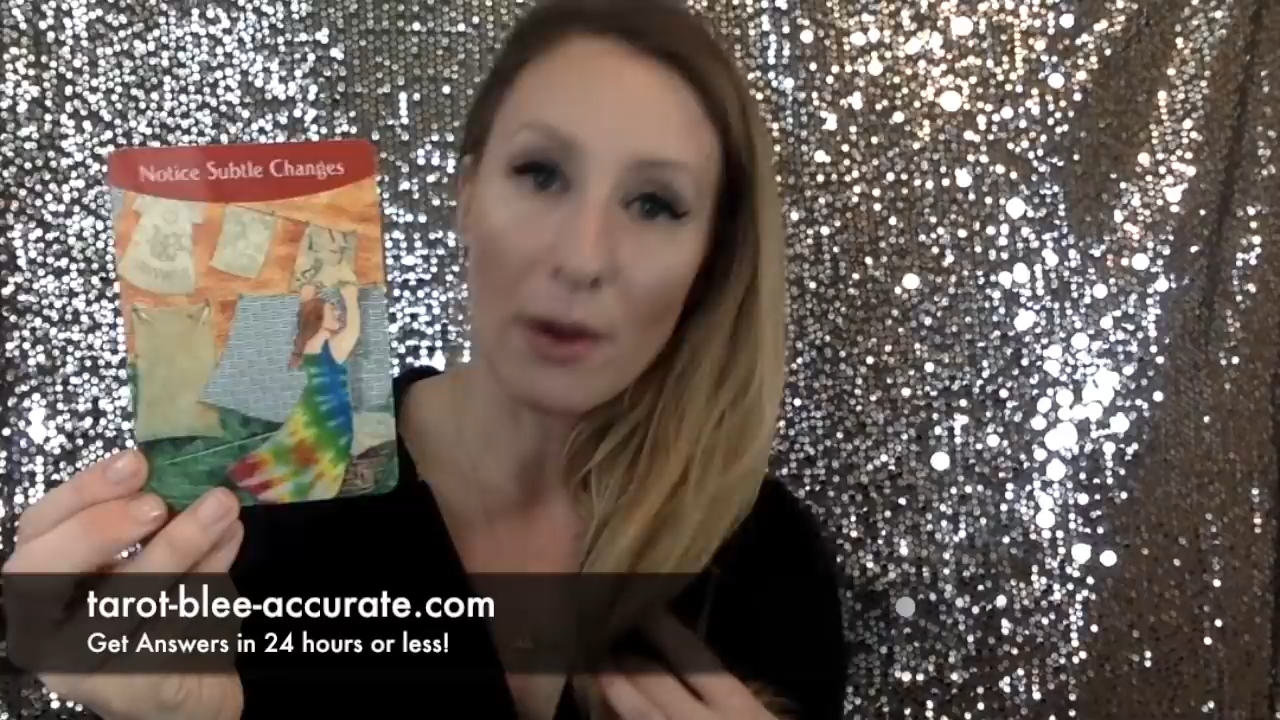 Notice Subtle Changes
tarot-blee-accurate.com
Get Answers in 24 hours or less!